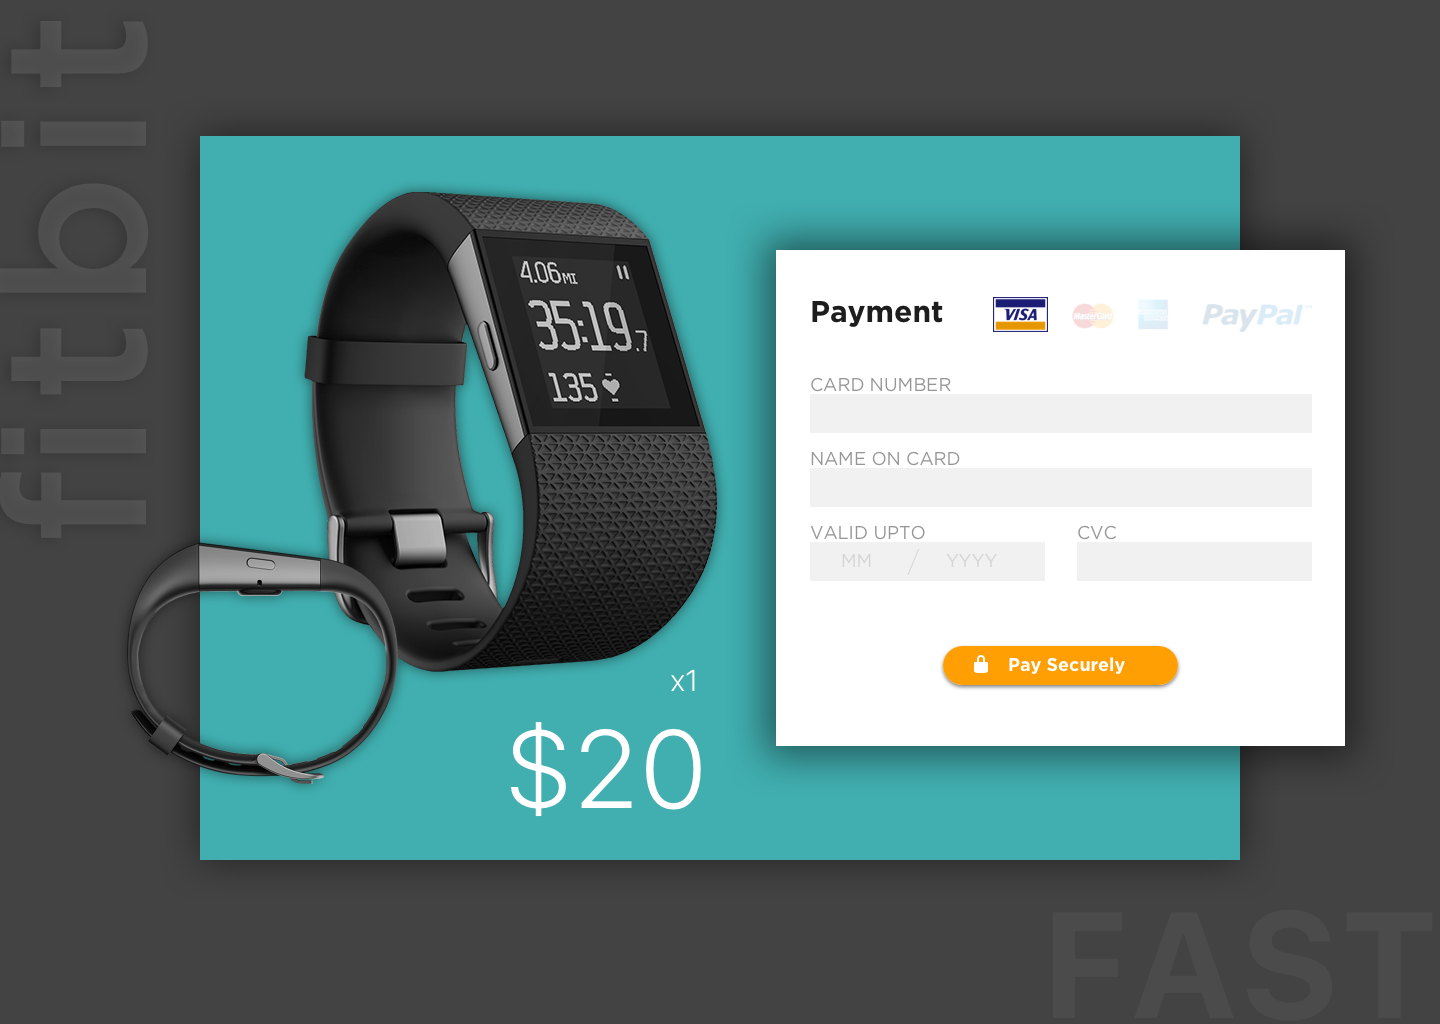 fitbit
4.06MI
35:19.7
135
x1
$20
Payment
VISA
MasterCard
PayPal
CARD NUMBER
NAME ON CARD
VALID UPTO
CVC
MM / YYYY
Pay Securely
FAST